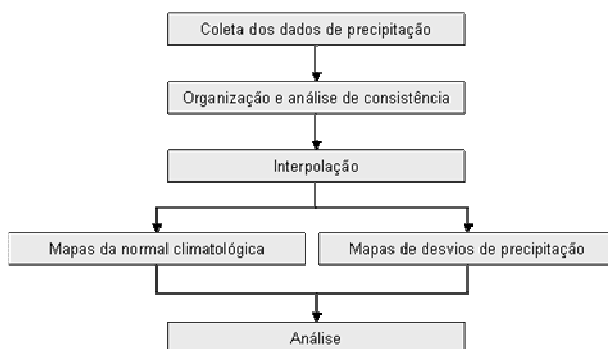 Coleta dos dados de precipitação
Organização e análise de consistência
Interpolação
Mapas da normal climatológica
Mapas de desvios de precipitação
Análise